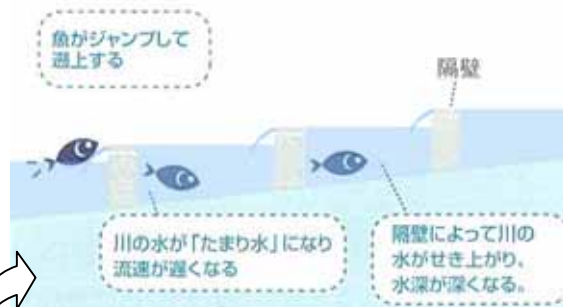 魚がジャンプして
遡上する
隔壁
川の水が「たまり水」になり
流速が遅くなる
隔壁によって川の
水がせき上がり、
水深が深くなる。